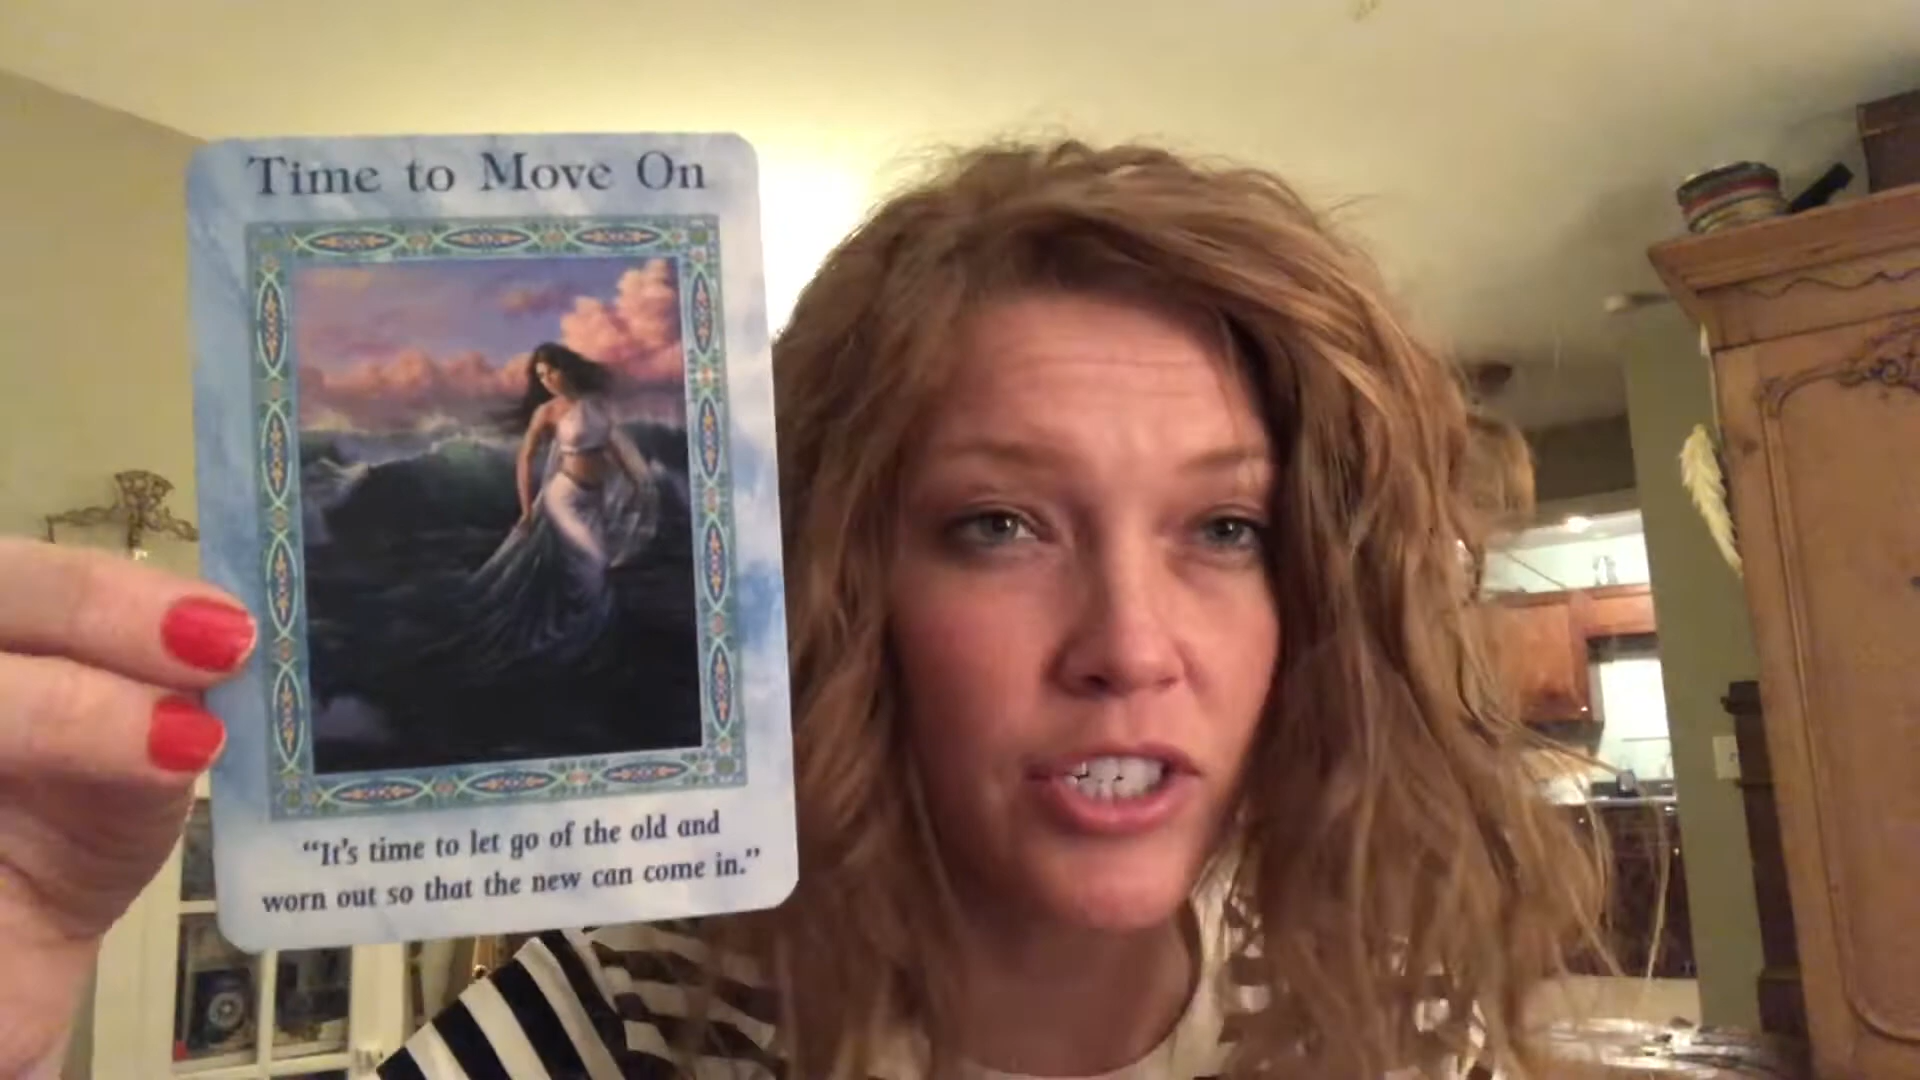 Time to Move On
“It’s time to let go of the old and
worn out so that the new can come in.”